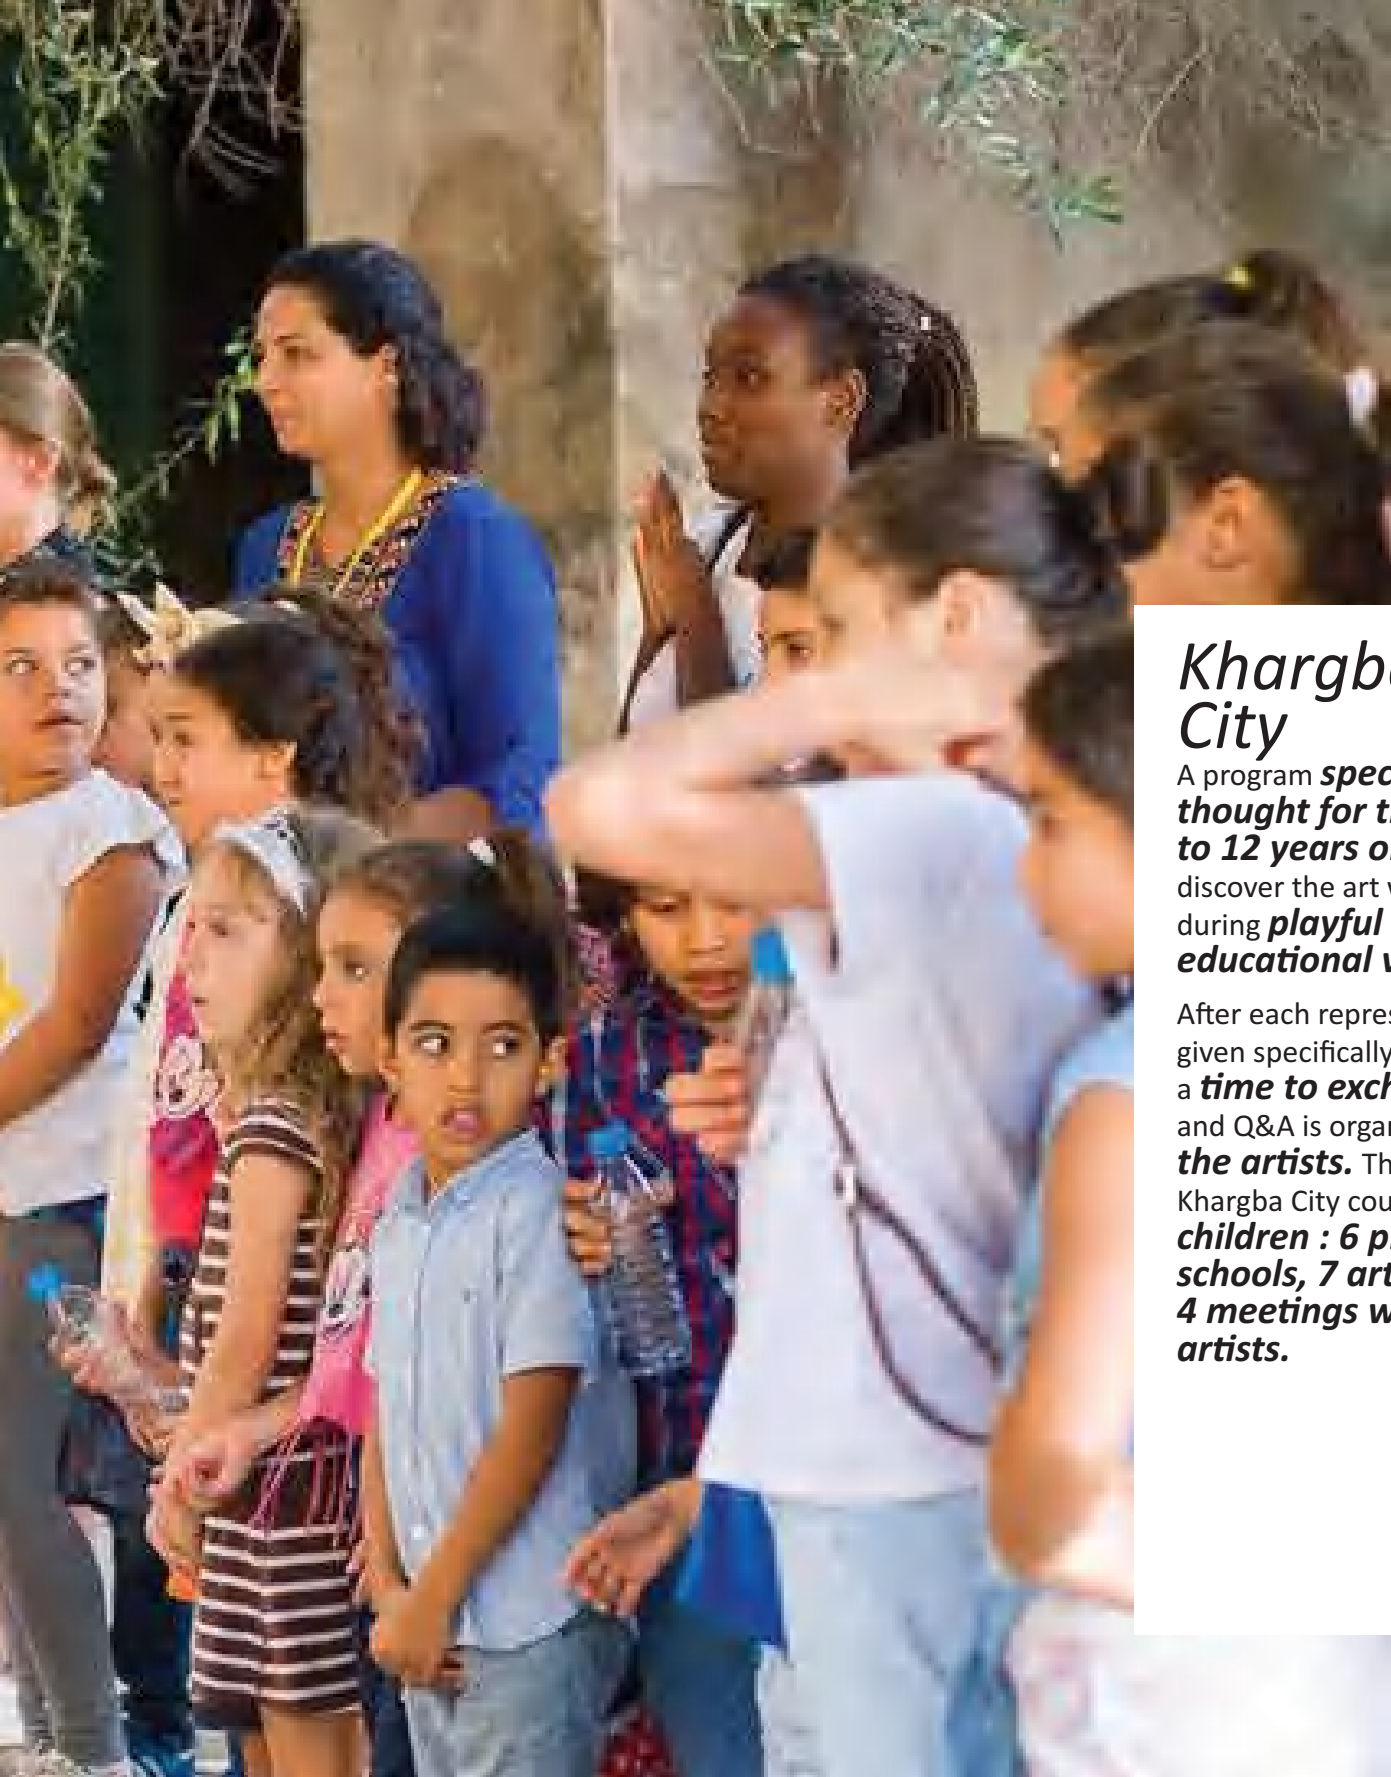 Khargba
City
A program spec
thought for t
to 12 years o
discover the art
during playful
educational
After each repres
given specifically
a time to exch
and Q&A is orga
the artists. Th
Khargba City cou
children : 6 p
schools, 7 art
4 meetings w
artists.